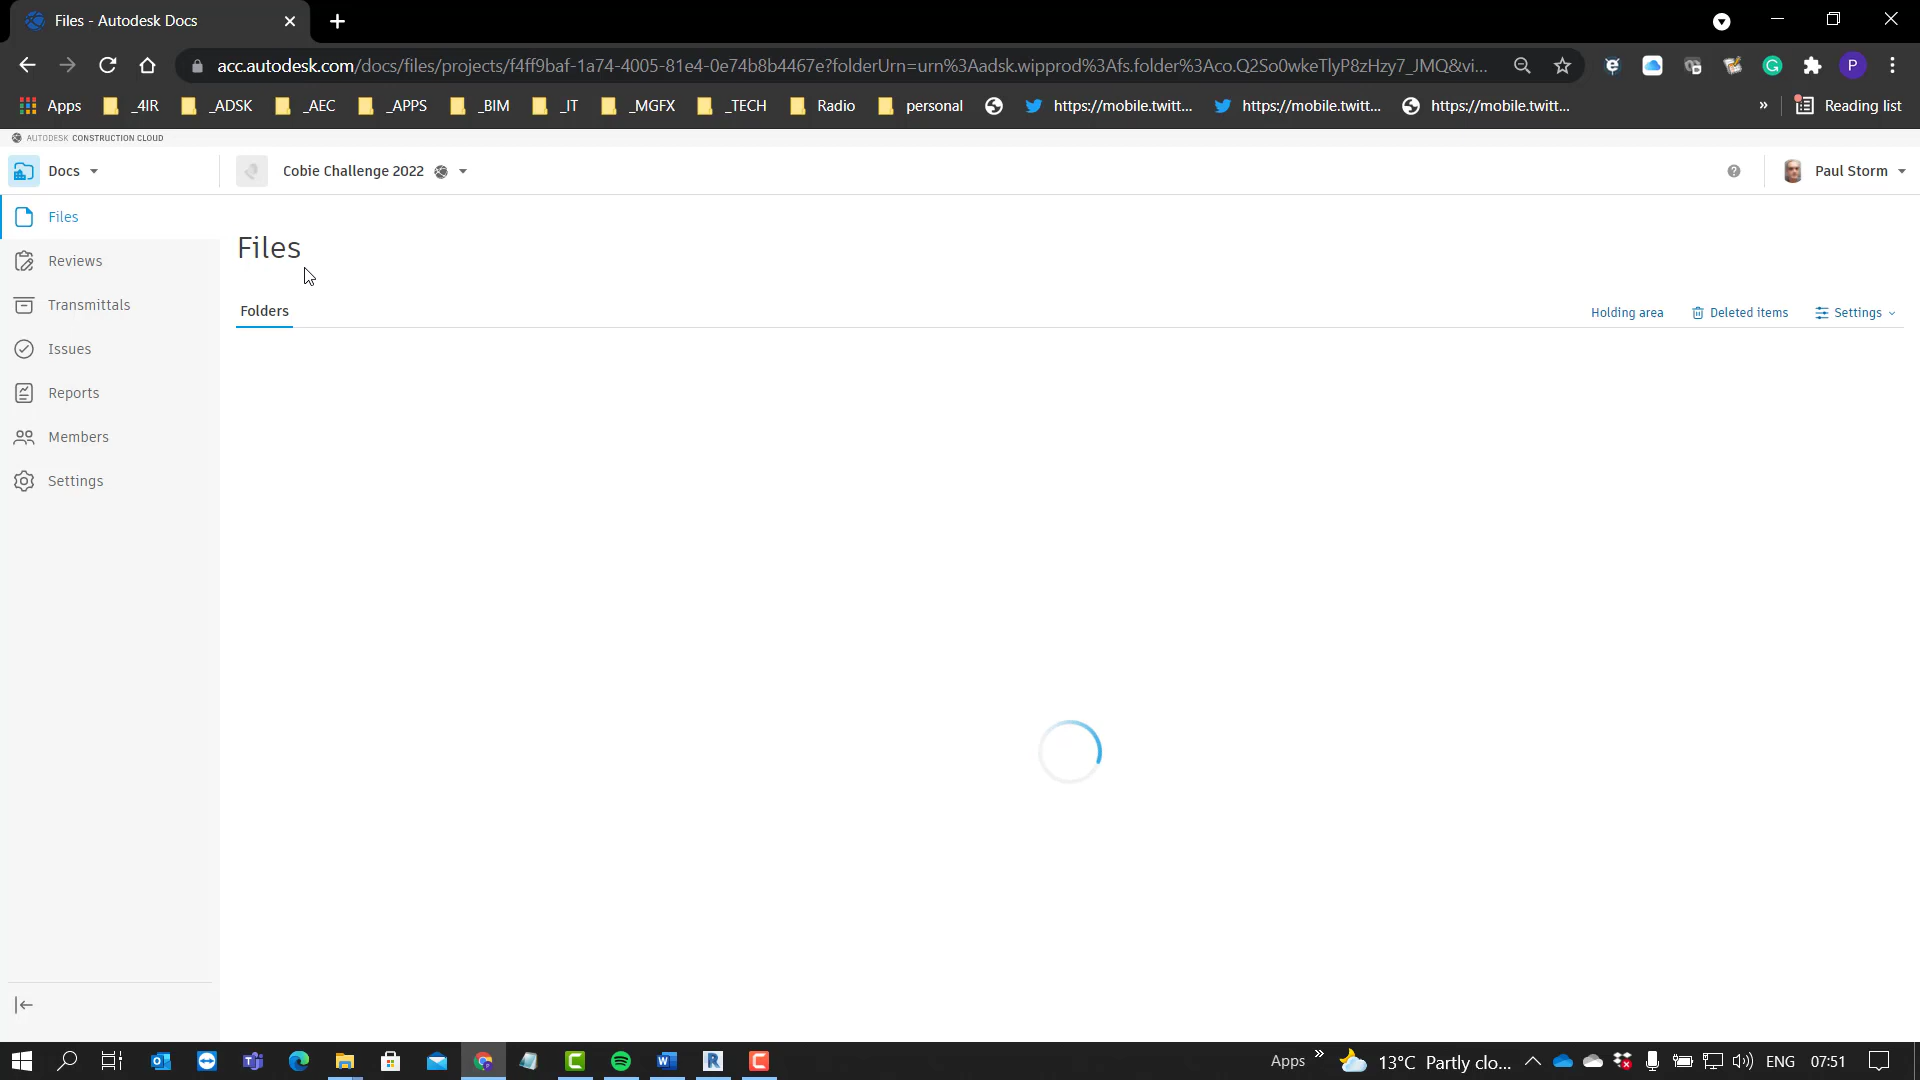 Files - Autodesk Docs
acc.autodesk.com/docs/files/projects/f4ff9baf-1a74-4005-81e4-0e74b8b4467e?folderUrn=urn%3Aadsk.wipprod%3Afs.folder%3Aco.Q2So0wkeTlyP8zHzy7_JMQ&vi...
P
Apps _4IR _ADSK _AEC _APPS _BIM _IT _MGFX _TECH Radio personal https://mobile.twitt... https://mobile.twitt... https://mobile.twitt... » Reading list
AUTODESK CONSTRUCTION CLOUD
Docs Cobie Challenge 2022 Paul Storm
Files
Reviews
Transmittals
Issues
Reports
Members
Settings
Files
Folders Holding area Deleted items Settings
Apps » 13°C Partly clo... ENG 07:51